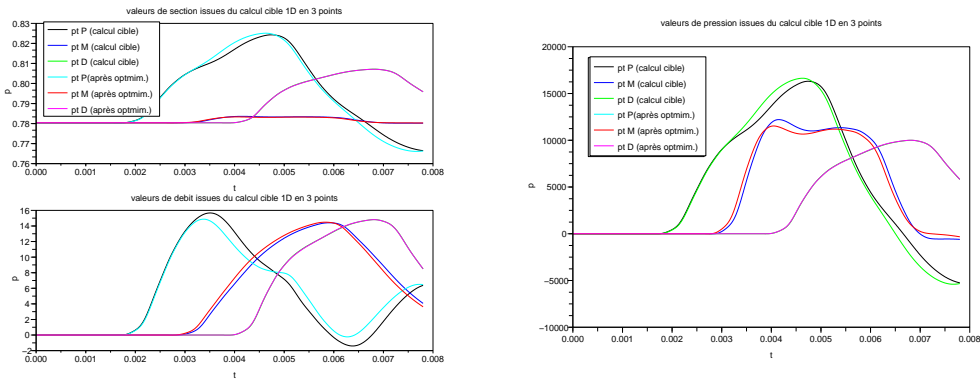 valeurs de section issues du calcul cible 1D en 3 points
0.83
0.82
0.81
0.80
0.79
0.78
0.77
0.76
p
pt P (calcul cible)
pt M (calcul cible)
pt D (calcul cible)
pt P(après optmim.)
pt M (après optmim.)
pt D (après optmim.)
0.000 0.001 0.002 0.003 0.004 0.005 0.006 0.007 0.008
t
valeurs de debit issues du calcul cible 1D en 3 points
16
14
12
10
8
6
4
2
0
−2
p
0.000 0.001 0.002 0.003 0.004 0.005 0.006 0.007 0.008
t
valeurs de pression issues du calcul cible 1D en 3 points
20000
15000
10000
5000
0
−5000
−10000
p
pt P (calcul cible)
pt M (calcul cible)
pt D (calcul cible)
pt P(après optmim.)
pt M (après optmim.)
pt D (après optmim.)
0.000 0.001 0.002 0.003 0.004 0.005 0.006 0.007 0.008
t